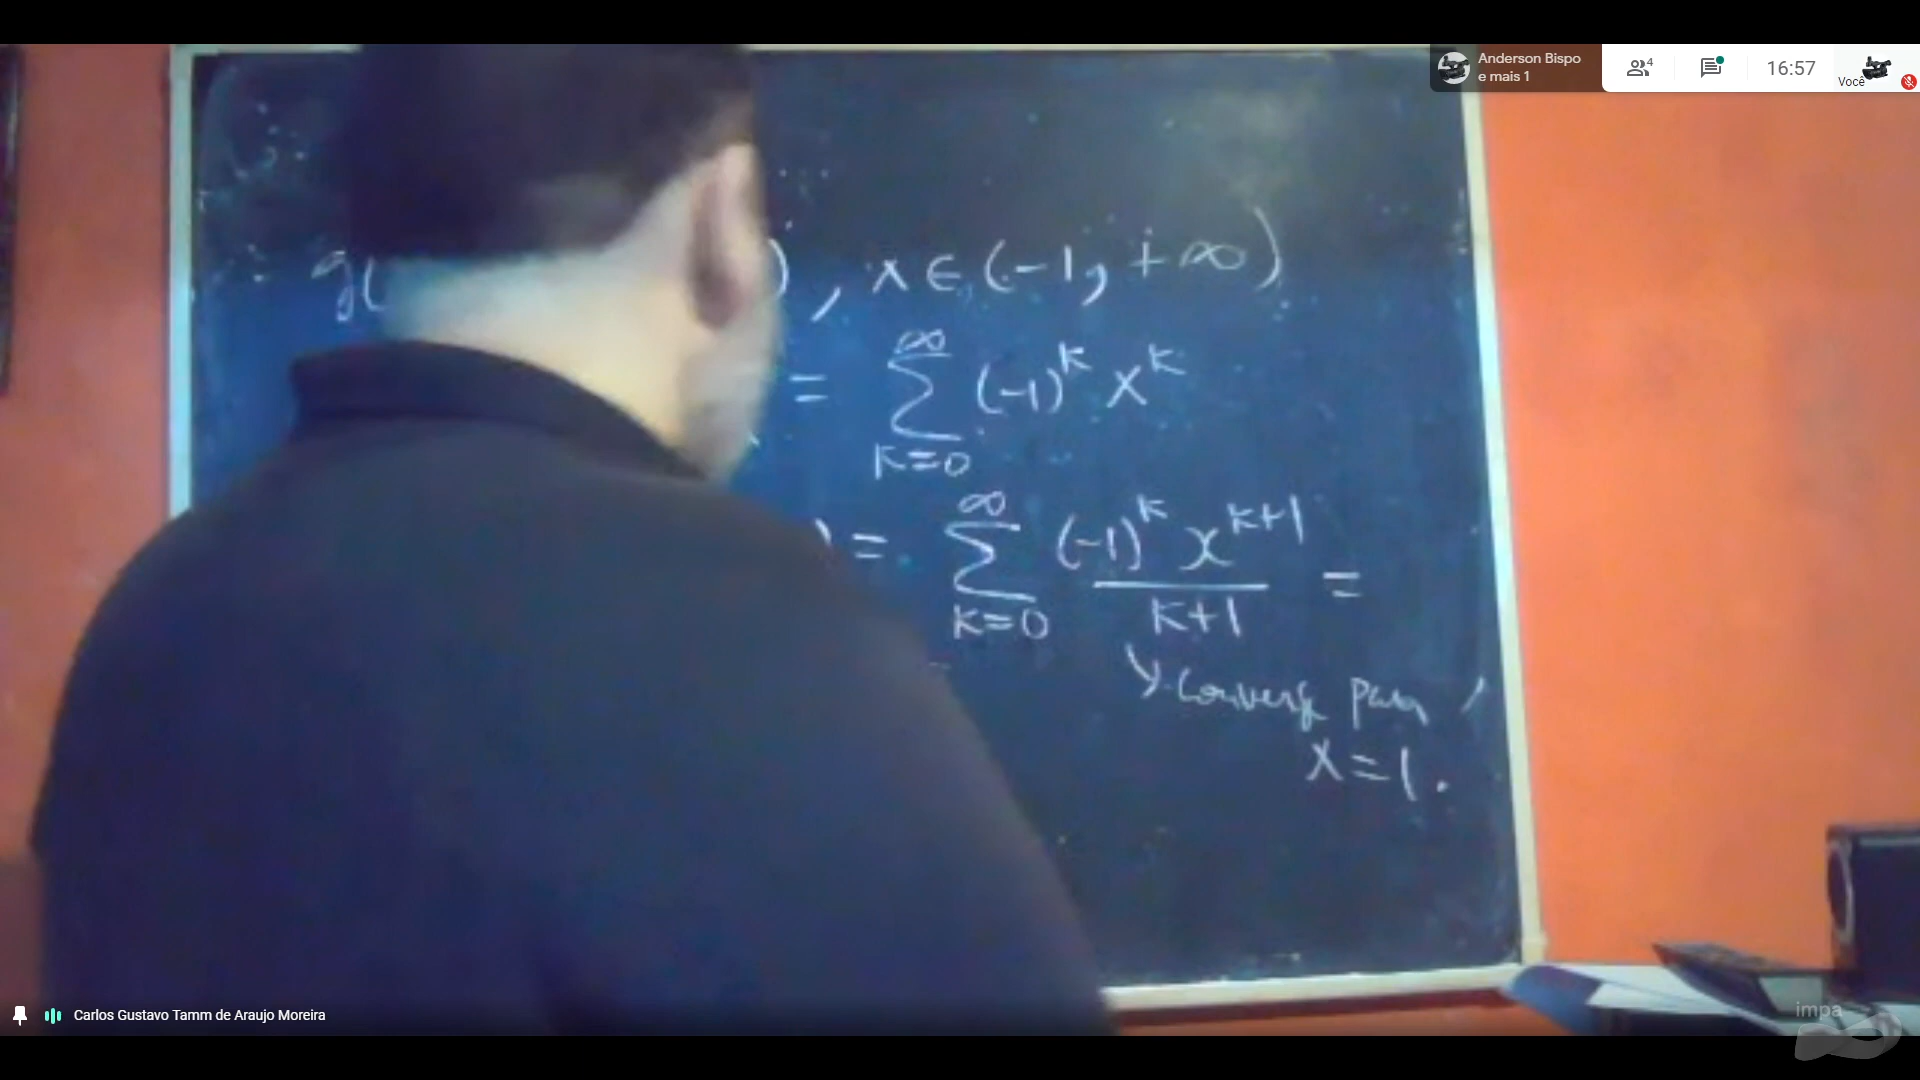 Anderson Bispo
e mais 1
4
16:57
Você
g( ) , x ∈ (-1, +∞)
= ∑_{k=0}^{∞} (-1)^k x^k
) = ∑_{k=0}^{∞} (-1)^k x^{k+1} / k+1 =
↘ converge para
x=1.
Carlos Gustavo Tamm de Araujo Moreira
impa